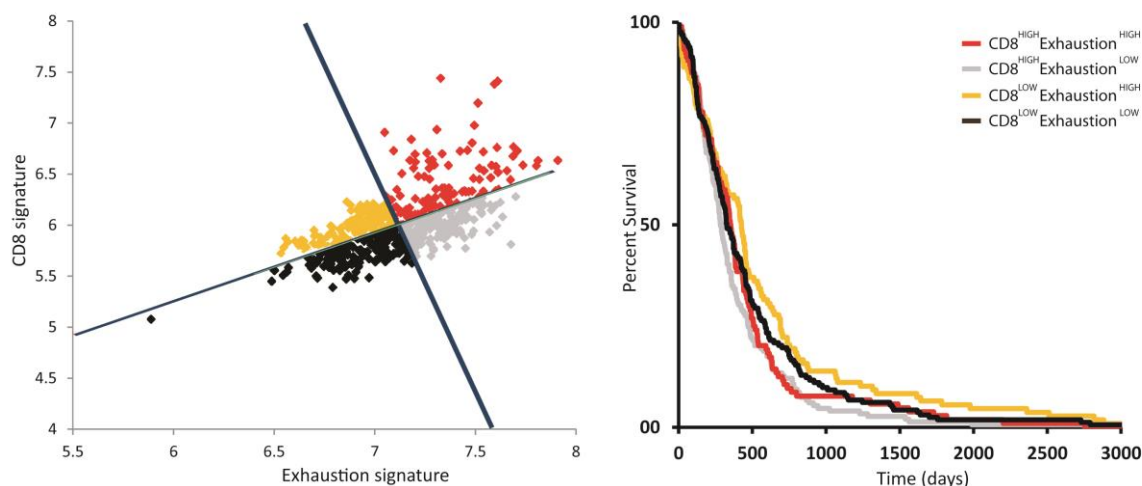 8
7.5
7
6.5
6
5.5
5
4.5
4
CD8 signature
5.5 6 6.5 7 7.5 8
Exhaustion signature
100
50
00
Percent Survival
0 500 1000 1500 2000 2500 3000
Time (days)
CD8HIGHExhaustionHIGH
CD8HIGHExhaustionLOW
CD8LOWExhaustionHIGH
CD8LOWExhaustionLOW